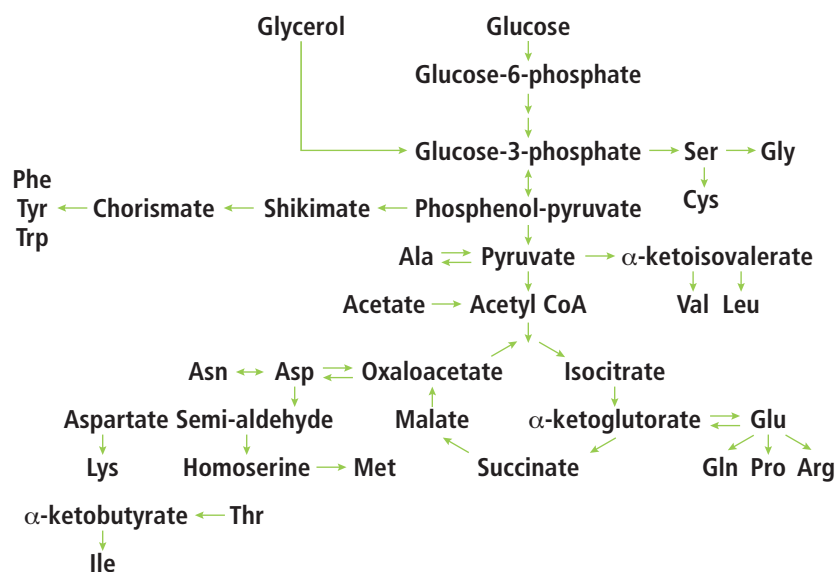 Glycerol Glucose
Glucose-6-phosphate
Glucose-3-phosphate Ser Gly
Phe
Tyr Chorismate Shikimate Phosphenol-pyruvate Cys
Trp
Ala Pyruvate α-ketoisovalerate
Acetate Acetyl CoA Val Leu
Asn Asp Oxaloacetate Isocitrate
Aspartate Semi-aldehyde Malate α-ketoglutorate Glu
Lys Homoserine Met Succinate Gln Pro Arg
α-ketobutyrate Thr
Ile